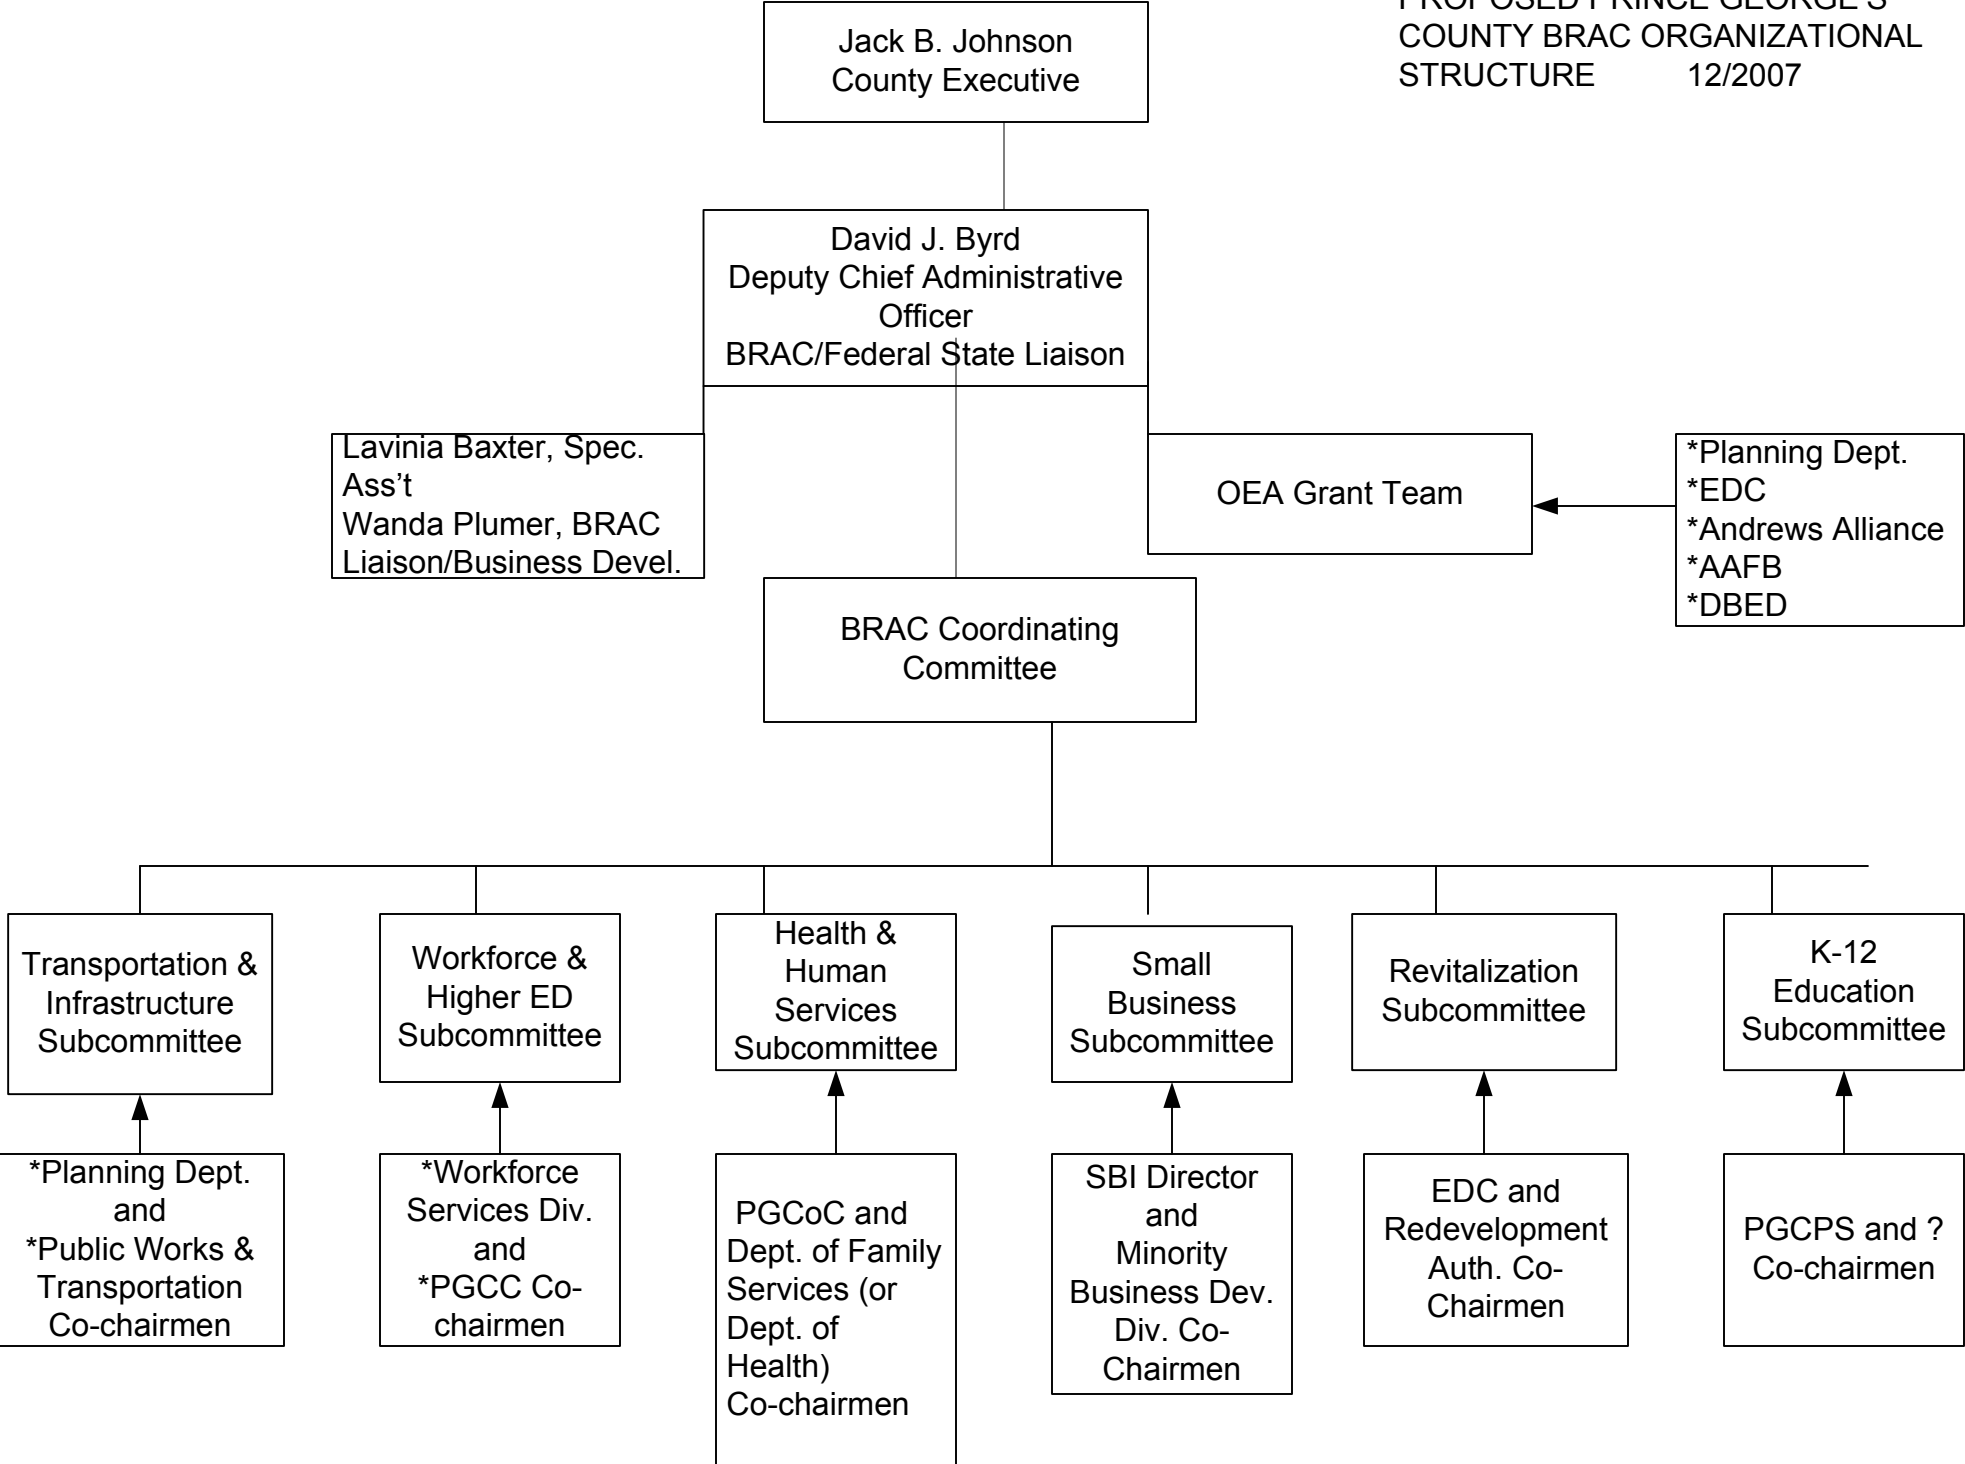 PROPOSED PRINCE GEORGE'S
COUNTY BRAC ORGANIZATIONAL
STRUCTURE 12/2007
Jack B. Johnson
County Executive
David J. Byrd
Deputy Chief Administrative
Officer
BRAC/Federal State Liaison
Lavinia Baxter, Spec.
Ass’t
Wanda Plumer, BRAC
Liaison/Business Devel.
OEA Grant Team
*Planning Dept.
*EDC
*Andrews Alliance
*AAFB
*DBED
BRAC Coordinating
Committee
Transportation &
Infrastructure
Subcommittee
Workforce &
Higher ED
Subcommittee
Health &
Human
Services
Subcommittee
Small
Business
Subcommittee
Revitalization
Subcommittee
K-12
Education
Subcommittee
*Planning Dept.
and
*Public Works &
Transportation
Co-chairmen
*Workforce
Services Div.
and
*PGCC Co-
chairmen
PGCoC and
Dept. of Family
Services (or
Dept. of
Health)
Co-chairmen
SBI Director
and
Minority
Business Dev.
Div. Co-
Chairmen
EDC and
Redevelopment
Auth. Co-
Chairmen
PGCPS and ?
Co-chairmen